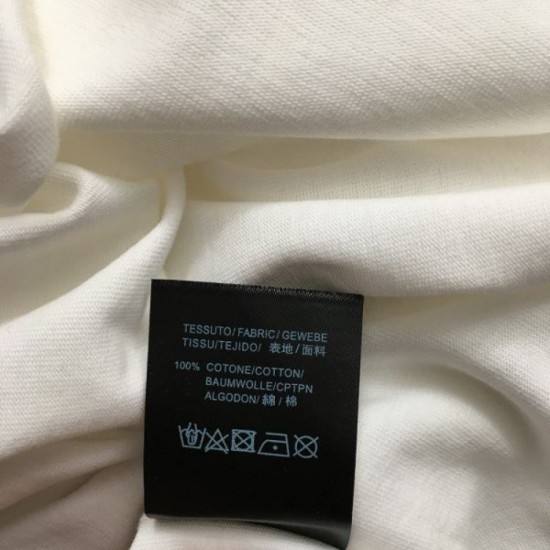 TESSUTO/FABRIC/GEWEBE
TISSU/TEJIDO/ 表地/面料
100% COTONE/COTTON/
BAUMWOLLE/CPTPN
ALGODON/綿/棉